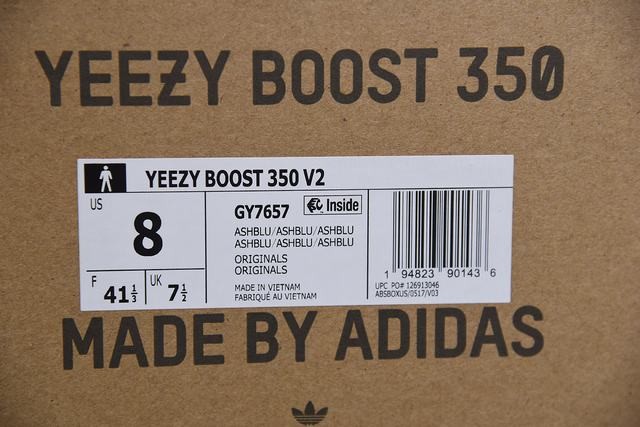 YEEZY BOOST 350
YEEZY BOOST 350 V2
US
8
F
41 1/3
UK
7 1/2
GY7657
Inside
ASHBLU/ASHBLU/ASHBLU
ASHBLU/ASHBLU/ASHBLU
ORIGINALS
ORIGINALS
MADE IN VIETNAM
FABRIQUÉ AU VIETNAM
1 94823 90143 6
UPC PO# 126913046
ABSBOXUS/0517/V03
MADE BY ADIDAS